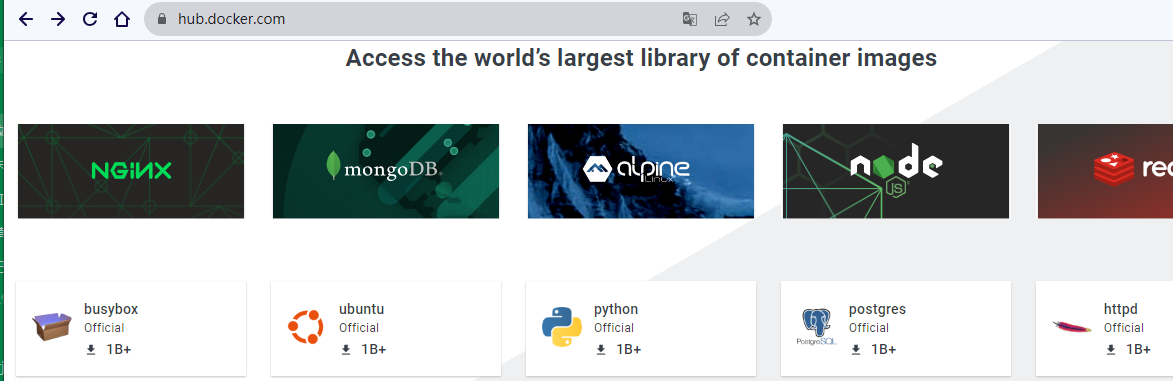 hub.docker.com
Access the world’s largest library of container images
NGINX
mongoDB®
alpine
Linux
node
JS
busybox
Official
1B+
ubuntu
Official
1B+
python
Official
1B+
PostgreSQL
postgres
Official
1B+
httpd
Official
1B+